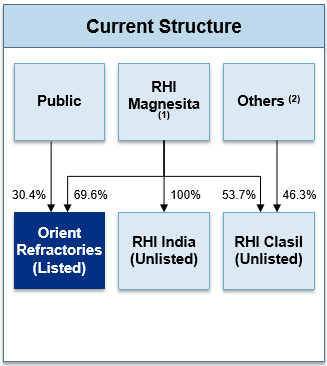 Current Structure
Public
RHI
Magnesita
(1)
Others (2)
30.4%
69.6%
100%
53.7%
46.3%
Orient
Refractories
(Listed)
RHI India
(Unlisted)
RHI Clasil
(Unlisted)